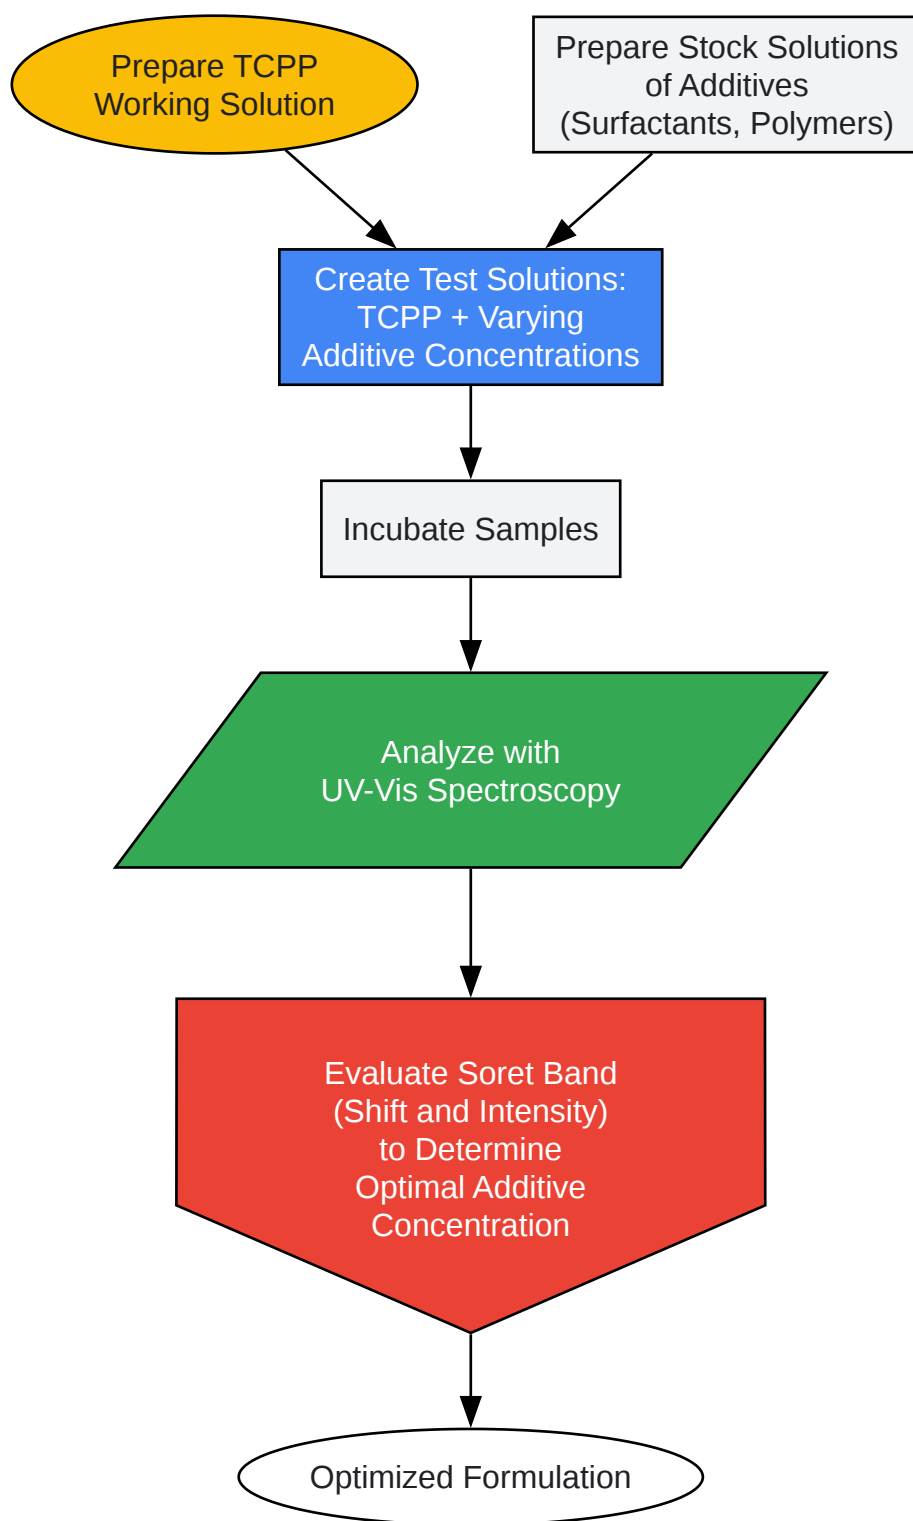 Prepare TCPP
Working Solution
Prepare Stock Solutions
of Additives
(Surfactants, Polymers)
Create Test Solutions:
TCPP + Varying
Additive Concentrations
Incubate Samples
Analyze with
UV-Vis Spectroscopy
Evaluate Soret Band
(Shift and Intensity)
to Determine
Optimal Additive
Concentration
Optimized Formulation